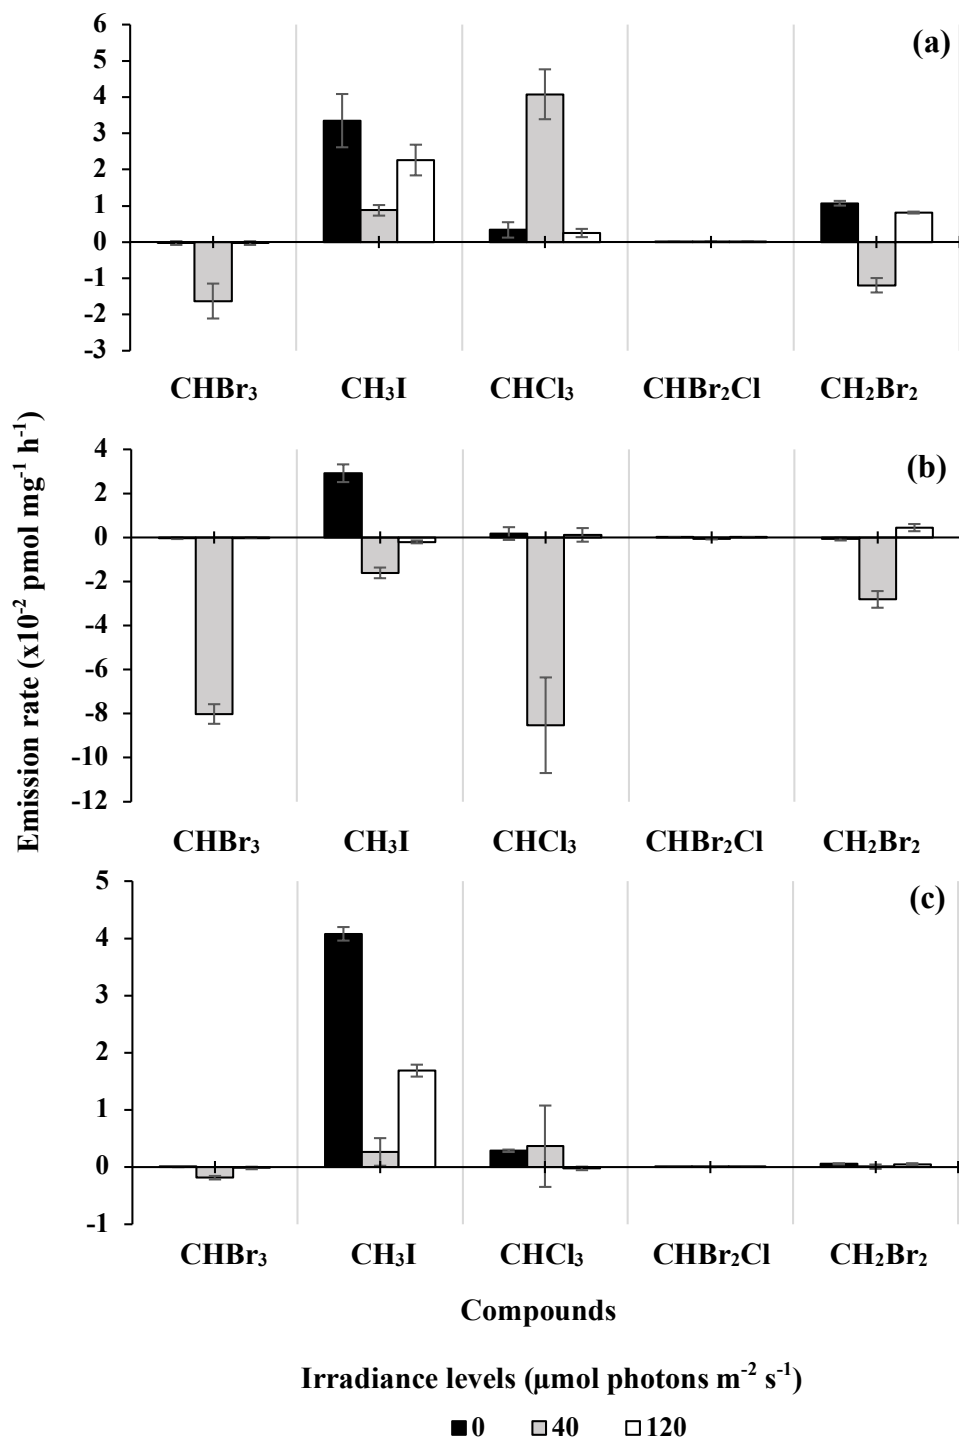 6
(a)
5
4
3
2
1
0
-1
-2
-3
CHBr₃ CH₃I CHCl₃ CHBr₂Cl CH₂Br₂
Emission rate (x10⁻² pmol mg⁻¹ h⁻¹)
4
(b)
2
0
-2
-4
-6
-8
-10
-12
CHBr₃ CH₃I CHCl₃ CHBr₂Cl CH₂Br₂
5
(c)
4
3
2
1
0
-1
CHBr₃ CH₃I CHCl₃ CHBr₂Cl CH₂Br₂
Compounds
Irradiance levels (µmol photons m⁻² s⁻¹)
0 40 120